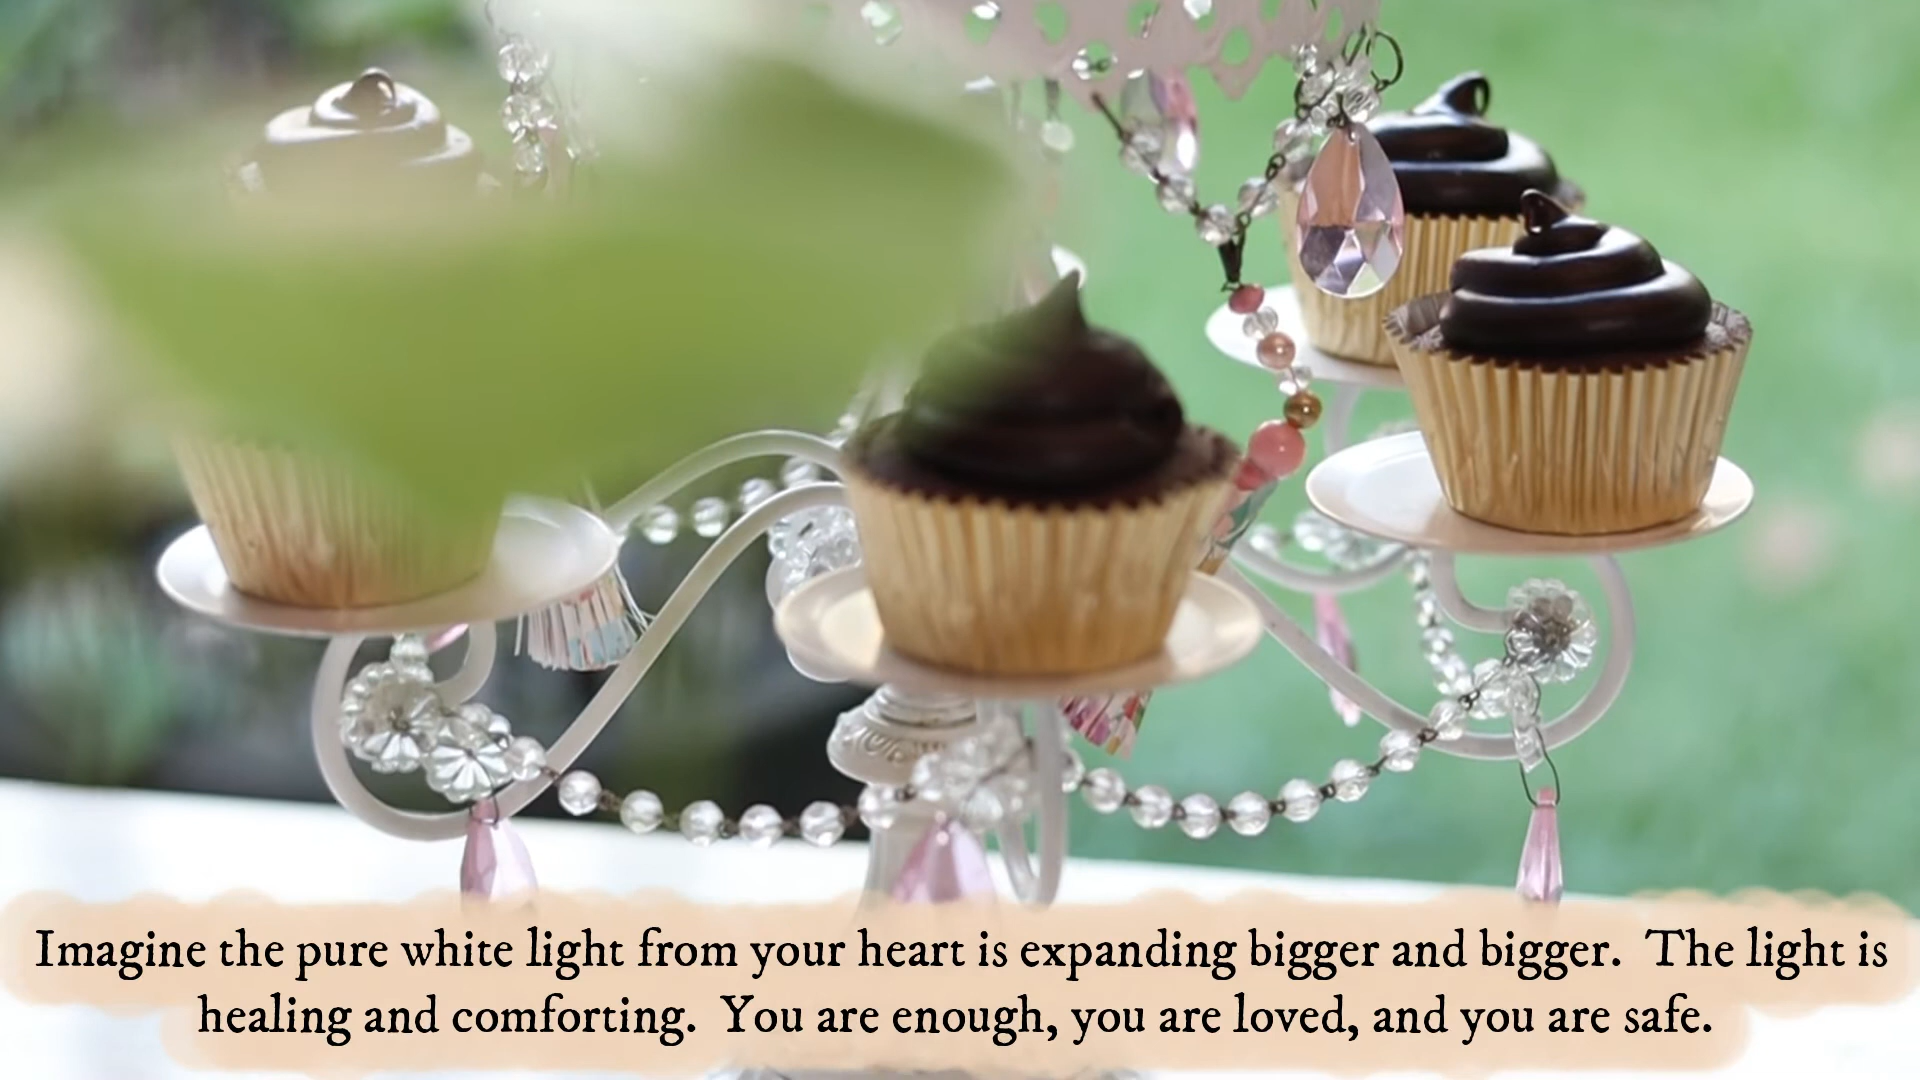 Imagine the pure white light from your heart is expanding bigger and bigger.  The light is
healing and comforting.  You are enough, you are loved, and you are safe.